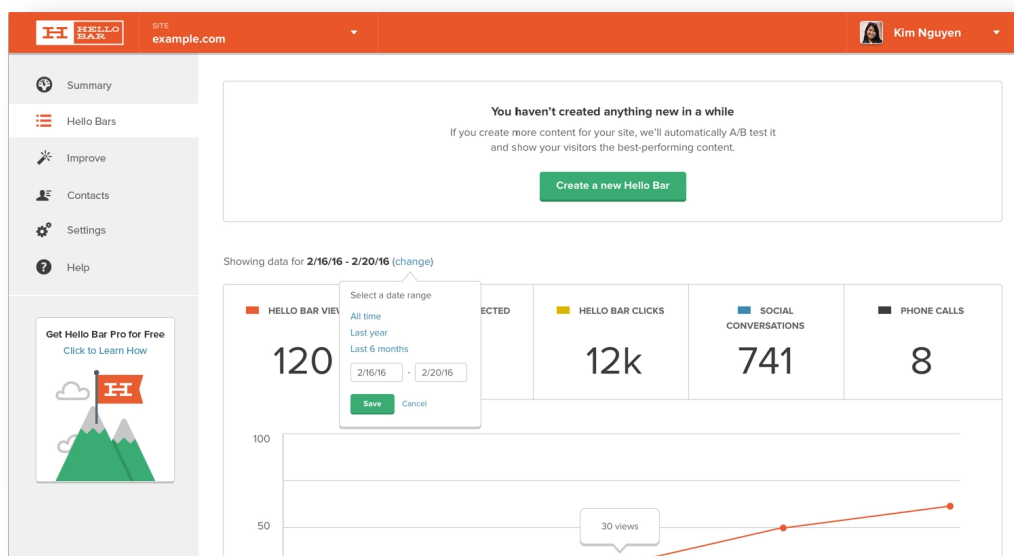 HELLO
BAR
SITE
example.com
Kim Nguyen
Summary
Hello Bars
Improve
Contacts
Settings
Help
Get Hello Bar Pro for Free
Click to Learn How
H
You haven't created anything new in a while
If you create more content for your site, we'll automatically A/B test it
and show your visitors the best-performing content.
Create a new Hello Bar
Showing data for 2/16/16 - 2/20/16 (change)
Select a date range
All time
Last year
Last 6 months
2/16/16 - 2/20/16
Save Cancel
HELLO BAR
120
HELLO BAR CLICKS
12k
SOCIAL
CONVERSATIONS
741
PHONE CALLS
8
100
50
30 views